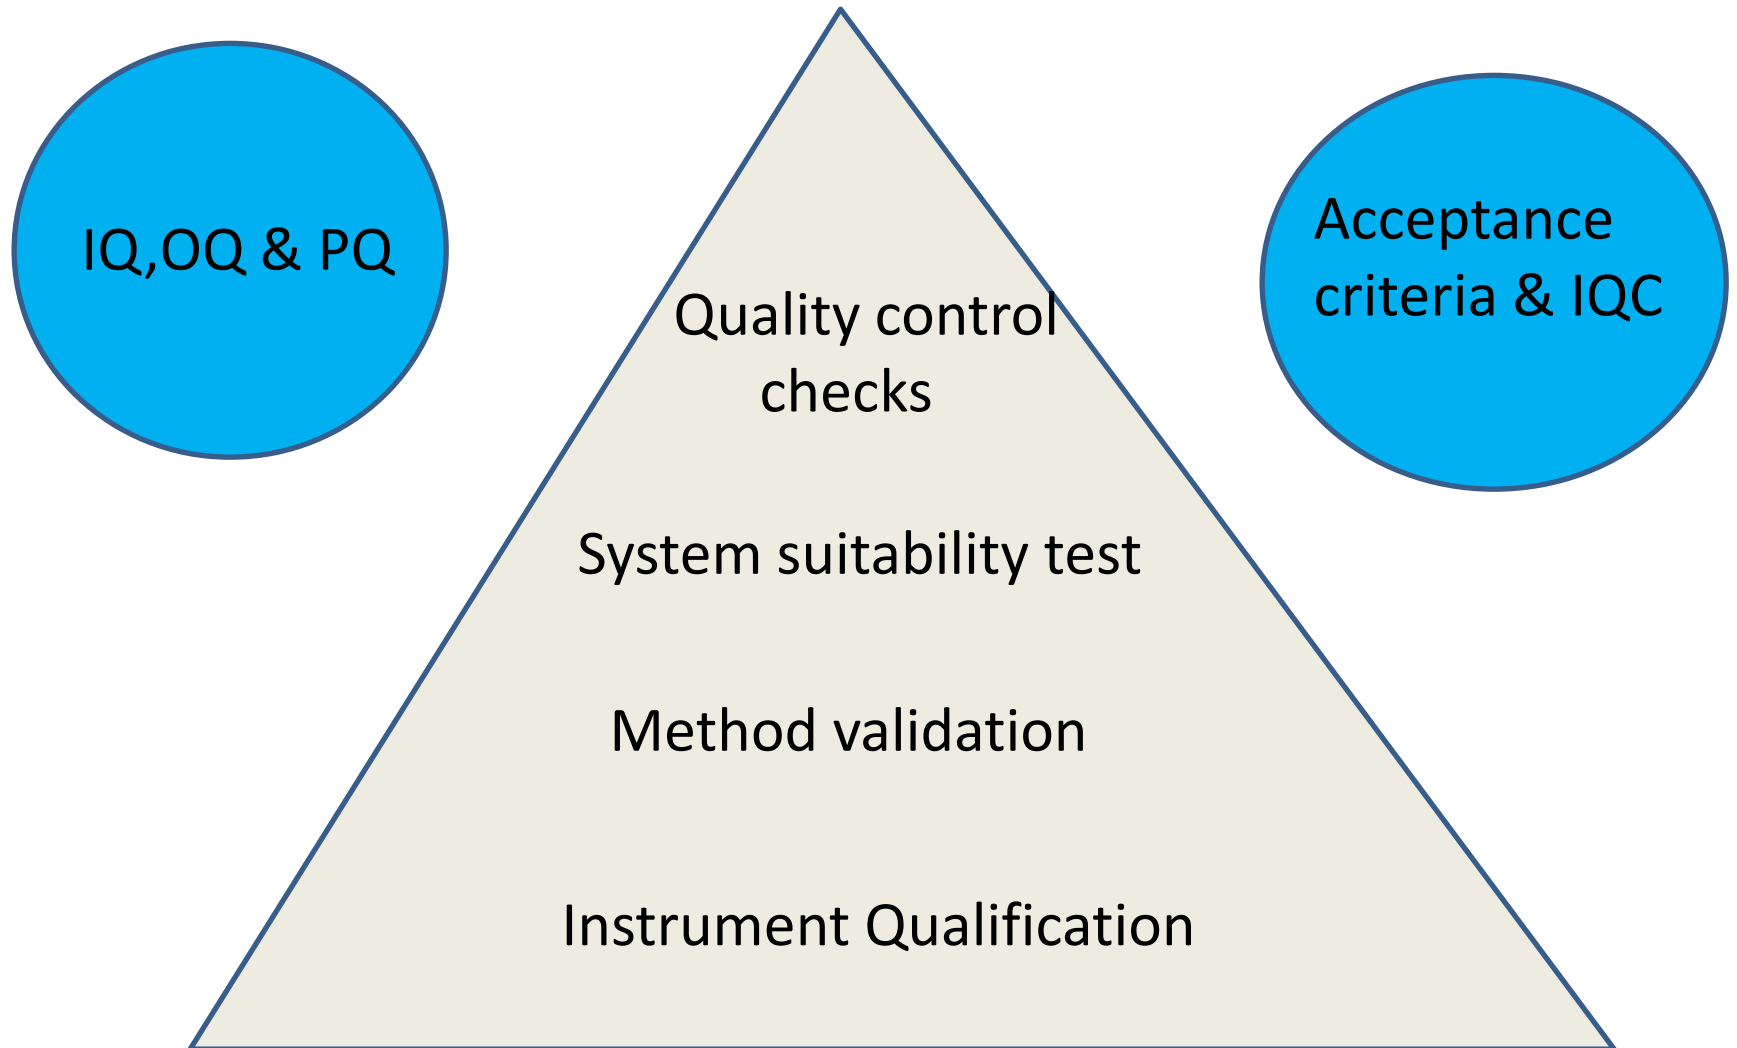 IQ,OQ & PQ
Acceptance
criteria & IQC
Quality control
checks
System suitability test
Method validation
Instrument Qualification